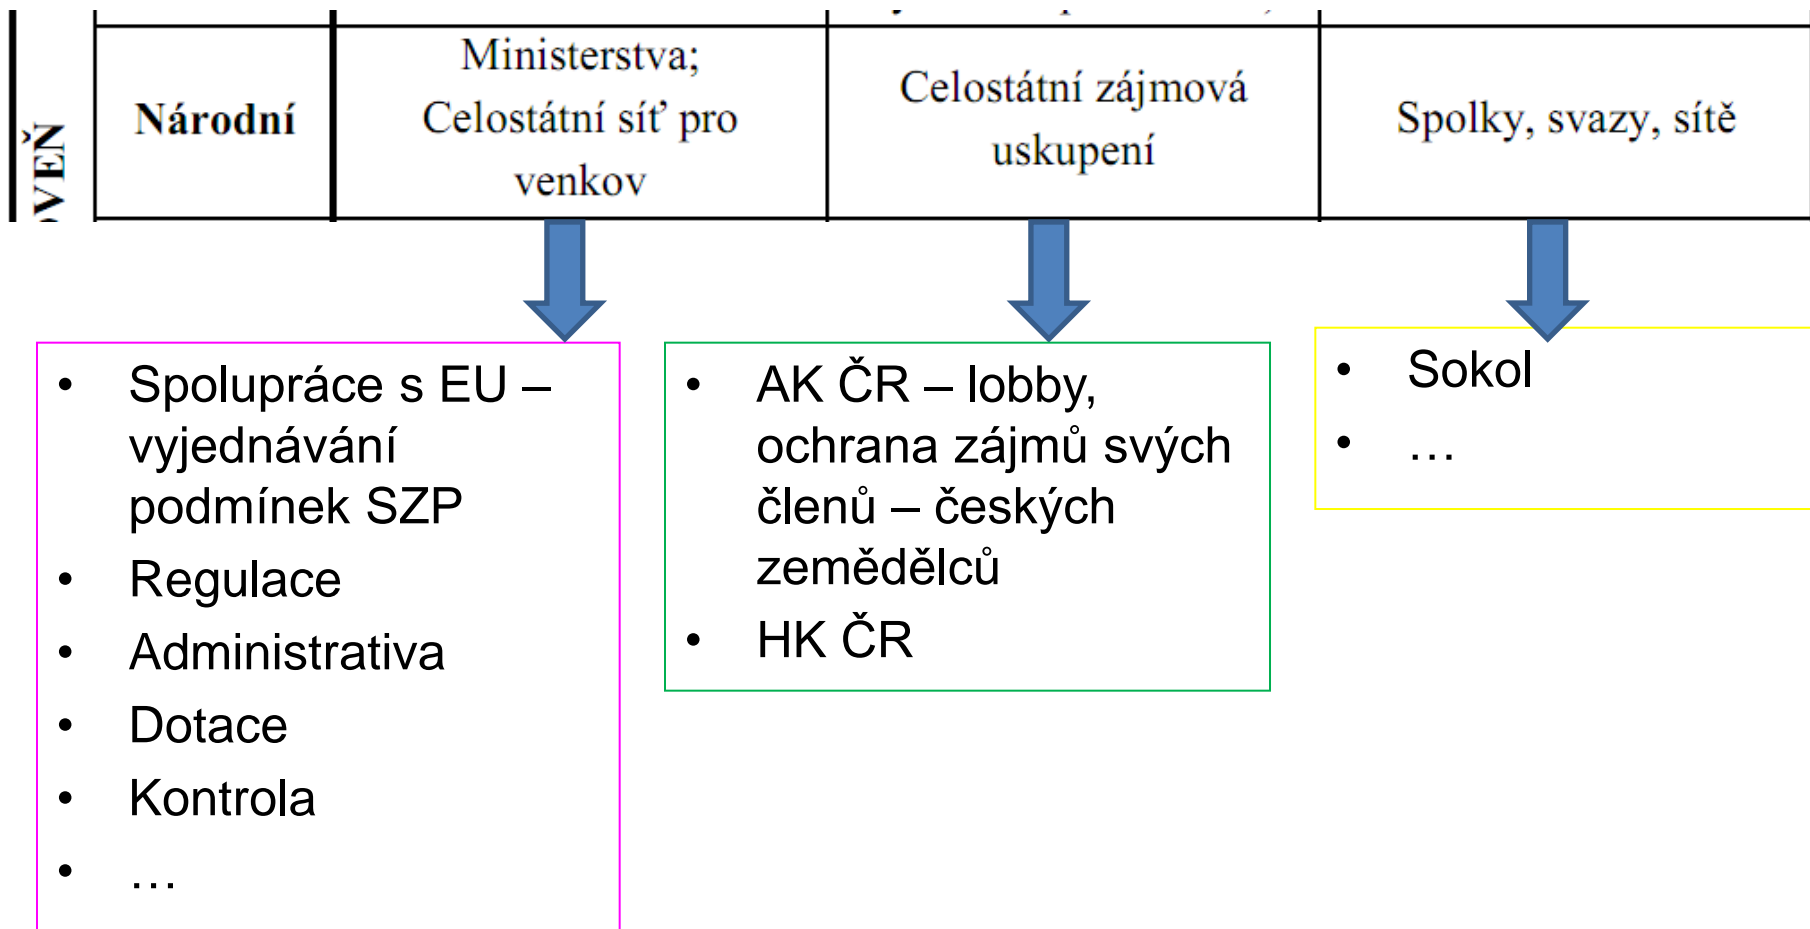 Národní
Ministerstva;
Celostátní síť pro
venkov
Celostátní zájmová
uskupení
Spolky, svazy, sítě
• Spolupráce s EU –
vyjednávání
podmínek SZP
• Regulace
• Administrativa
• Dotace
• Kontrola
• …
• AK ČR – lobby,
ochrana zájmů svých
členů – českých
zemědělců
• HK ČR
• Sokol
• …